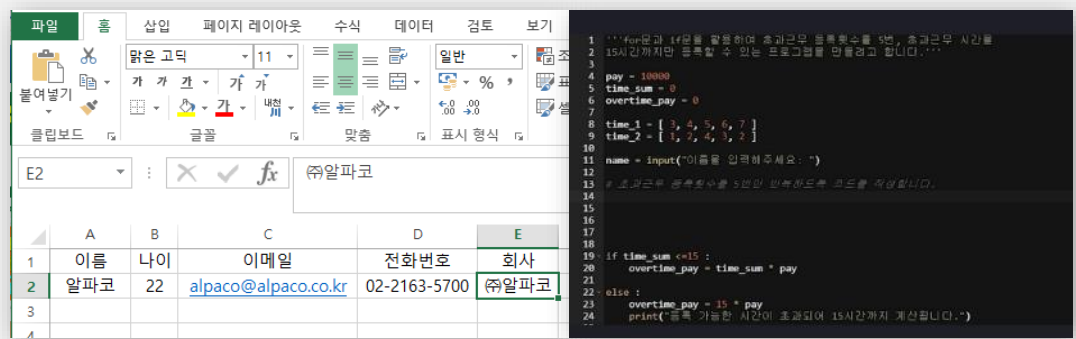 파일 홈 삽입 페이지 레이아웃 수식 데이터 검토 보기
맑은 고딕 11 일반
붙여넣기 가 가 가 가 가
가 내천 % ,
클립보드 글꼴 맞춤 표시 형식
E2 fx ㈜알파코
A B C D E
1 이름 나이 이메일 전화번호 회사
2 알파코 22 alpaco@alpaco.co.kr 02-2163-5700 ㈜알파코
3
4
1 '''for문과 if문을 활용하여 초과근무 등록횟수를 5번, 초과근무 시간을
2 15시간까지만 등록할 수 있는 프로그램을 만들려고 합니다.'''
3
4 pay = 10000
5 time_sum = 0
6 overtime_pay = 0
7
8 time_1 = [ 3, 4, 5, 6, 7 ]
9 time_2 = [ 1, 2, 4, 3, 2 ]
10
11 name = input("이름을 입력해주세요: ")
12
13 # 초과근무 등록횟수를 5번만 반복하도록 코드를 작성합니다.
14
15
16
17
18
19 if time_sum <=15 :
20 overtime_pay = time_sum * pay
21
22 else :
23 overtime_pay = 15 * pay
24 print("등록 가능한 시간이 초과되어 15시간까지 계산됩니다.")